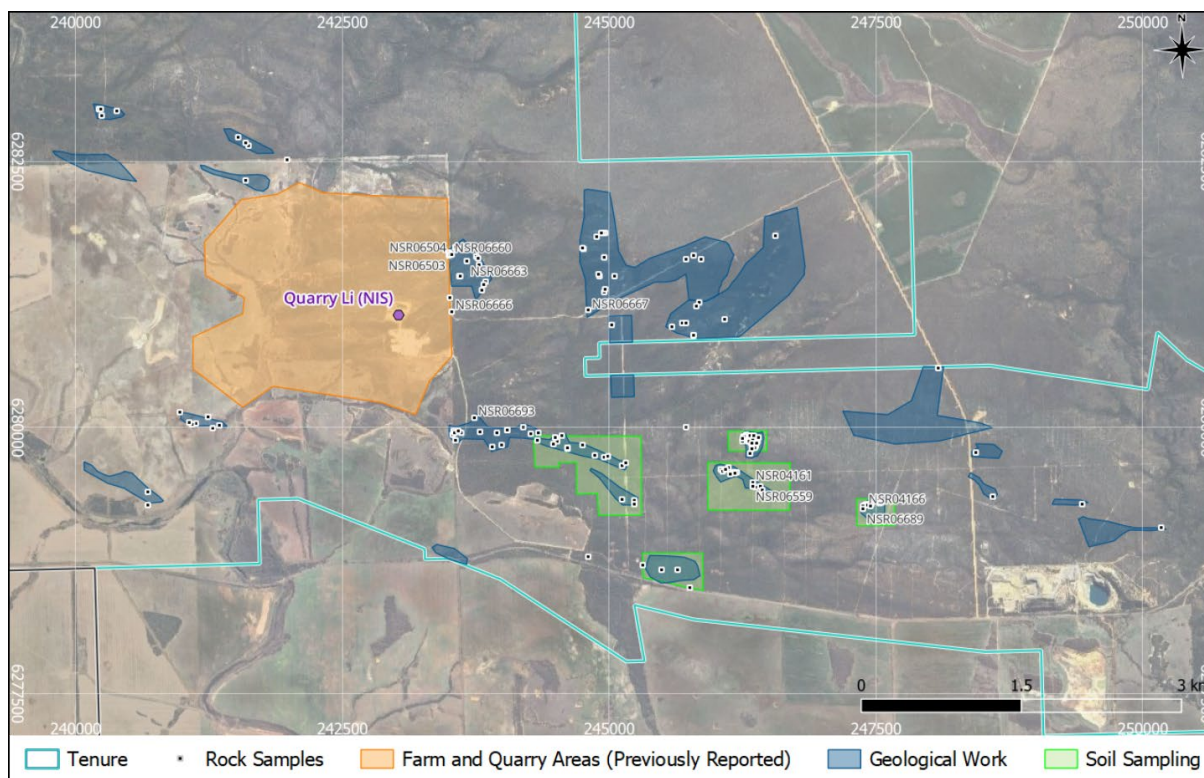 240000 242500 245000 247500 250000
N
6282500
NSR06504 NSR06660
NSR06503 NSR06663
Quarry Li (NIS)
NSR06666 NSR06667
6280000
NSR06693
NSR04161
NSR06559
NSR04166
NSR06689
0 1.5 3 km
6277500
240000 242500 245000 247500 250000
Tenure Rock Samples Farm and Quarry Areas (Previously Reported) Geological Work Soil Sampling